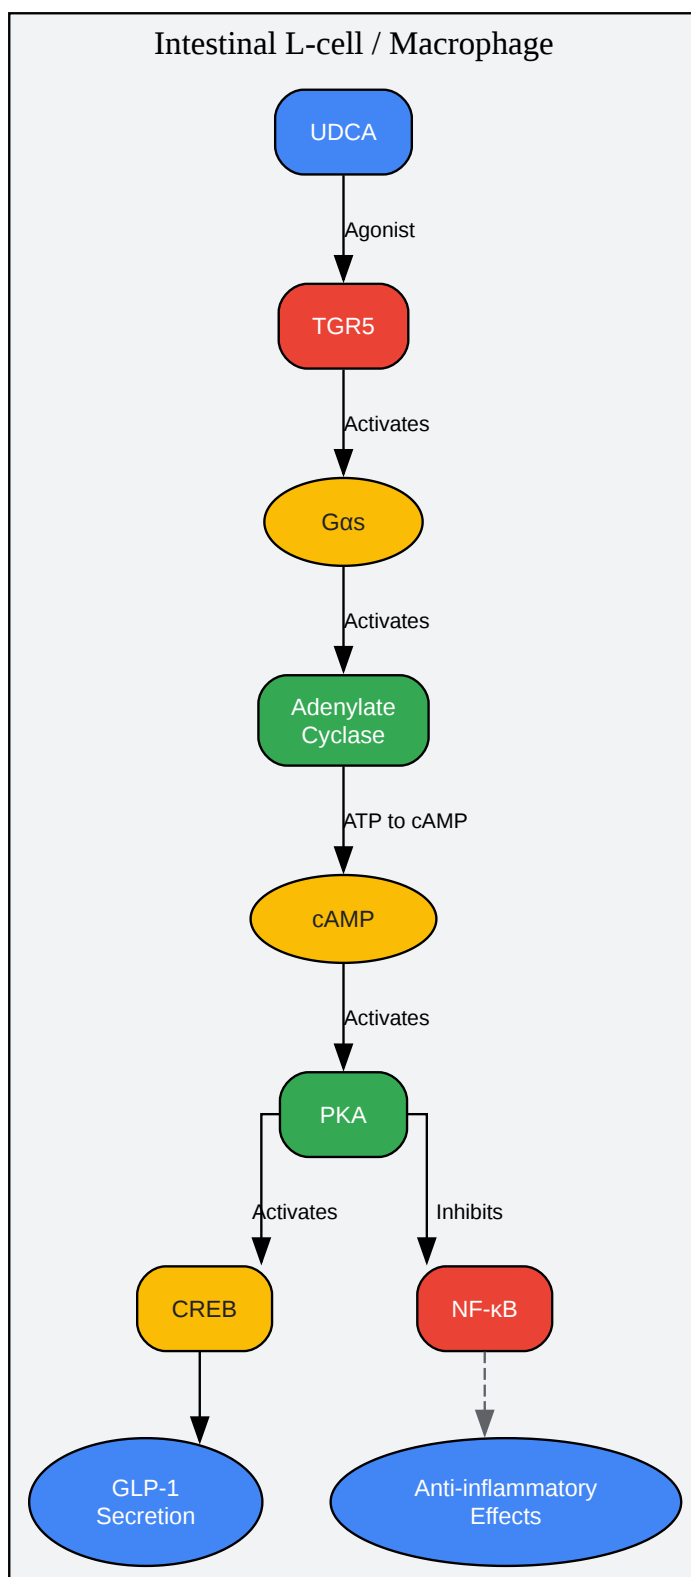 Intestinal L-cell / Macrophage
UDCA
Agonist
TGR5
Activates
Gαs
Activates
Adenylate
Cyclase
ATP to cAMP
cAMP
Activates
PKA
Activates
Inhibits
CREB
NF-κB
GLP-1
Secretion
Anti-inflammatory
Effects